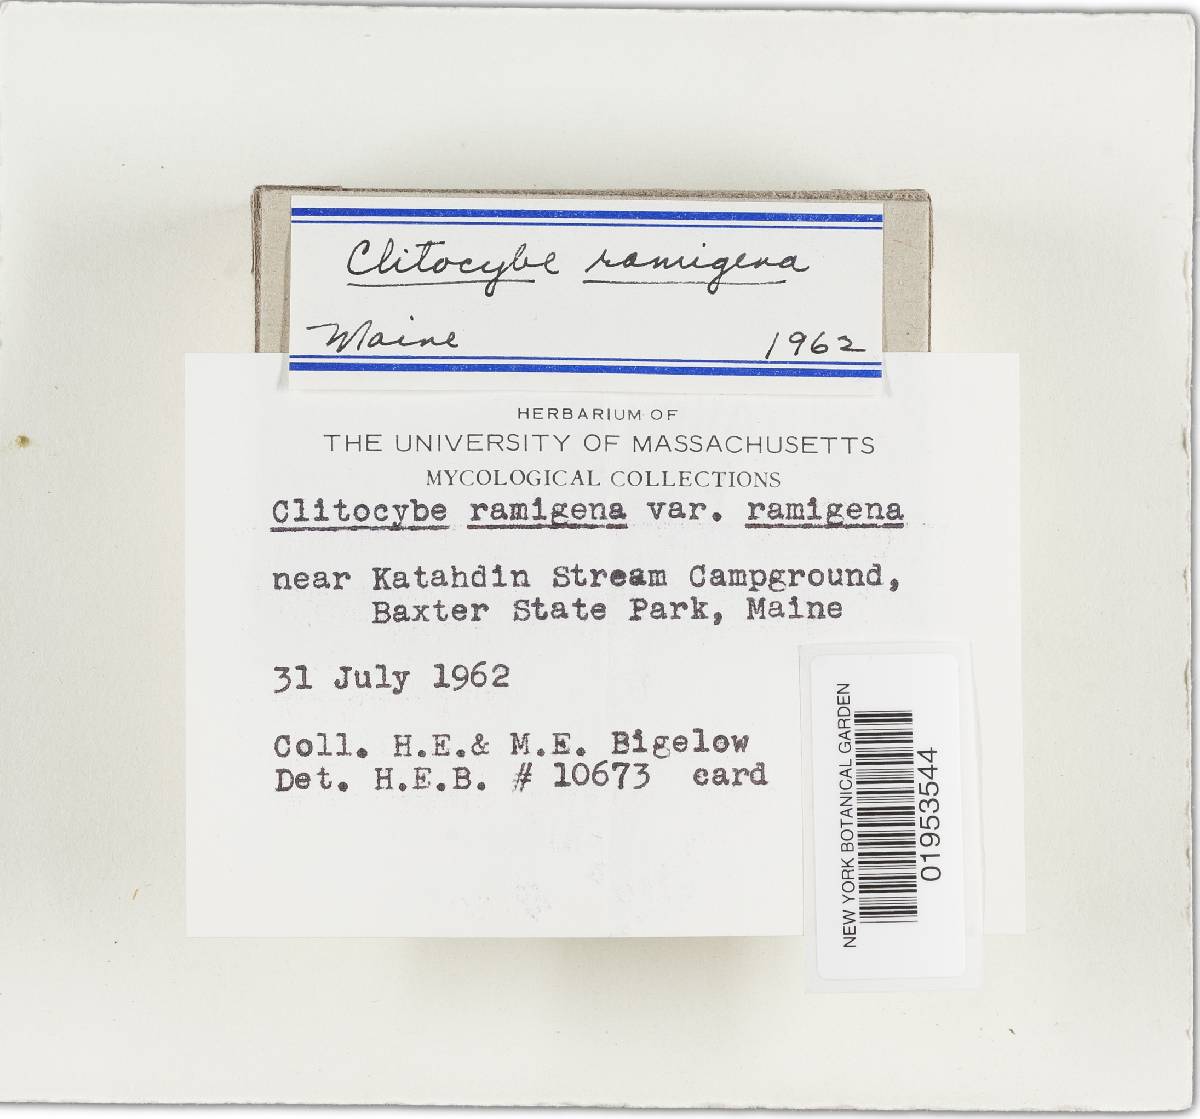 Clitocybe ramigena
Maine 1962
HERBARIUM OF
THE UNIVERSITY OF MASSACHUSETTS
MYCOLOGICAL COLLECTIONS
Clitocybe ramigena var. ramigena
near Katahdin Stream Campground,
Baxter State Park, Maine
31 July 1962
Coll. H.E.& M.E. Bigelow
Det. H.E.B. # 10673 card
NEW YORK BOTANICAL GARDEN
01953544